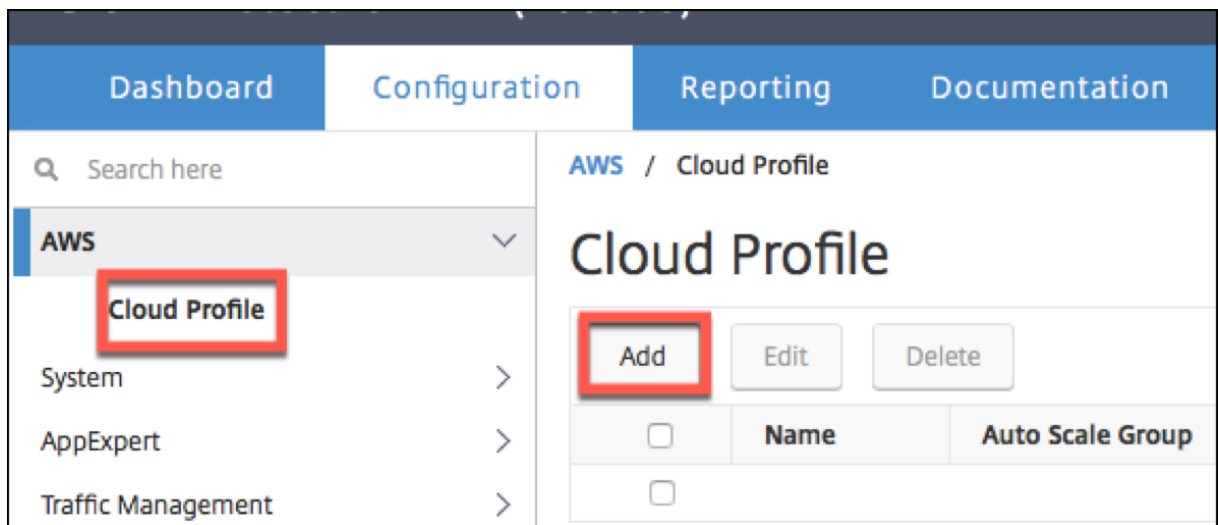 Dashboard Configuration Reporting Documentation
Search here
AWS
Cloud Profile
System
AppExpert
Traffic Management
AWS / Cloud Profile
Cloud Profile
Add Edit Delete
Name Auto Scale Group